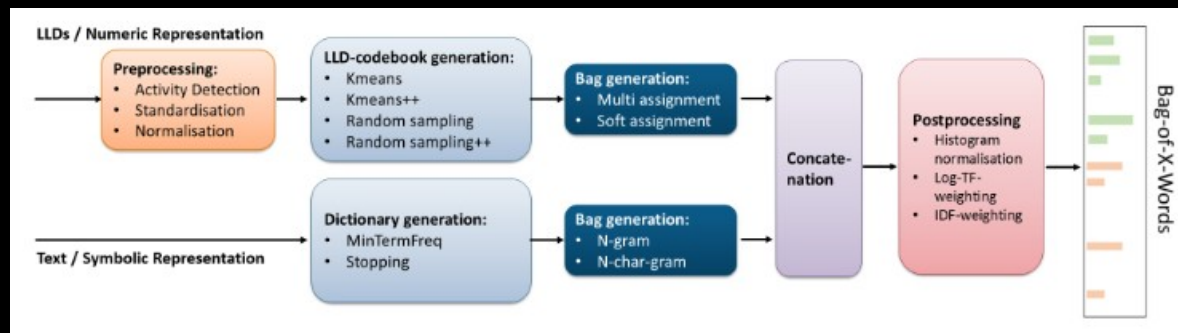 LLDs / Numeric Representation
Preprocessing:
• Activity Detection
• Standardisation
• Normalisation
LLD-codebook generation:
• Kmeans
• Kmeans++
• Random sampling
• Random sampling++
Bag generation:
• Multi assignment
• Soft assignment
Text / Symbolic Representation
Dictionary generation:
• MinTermFreq
• Stopping
Bag generation:
• N-gram
• N-char-gram
Concate-
nation
Postprocessing
• Histogram
normalisation
• Log-TF-
weighting
• IDF-weighting
Bag-of-X-Words